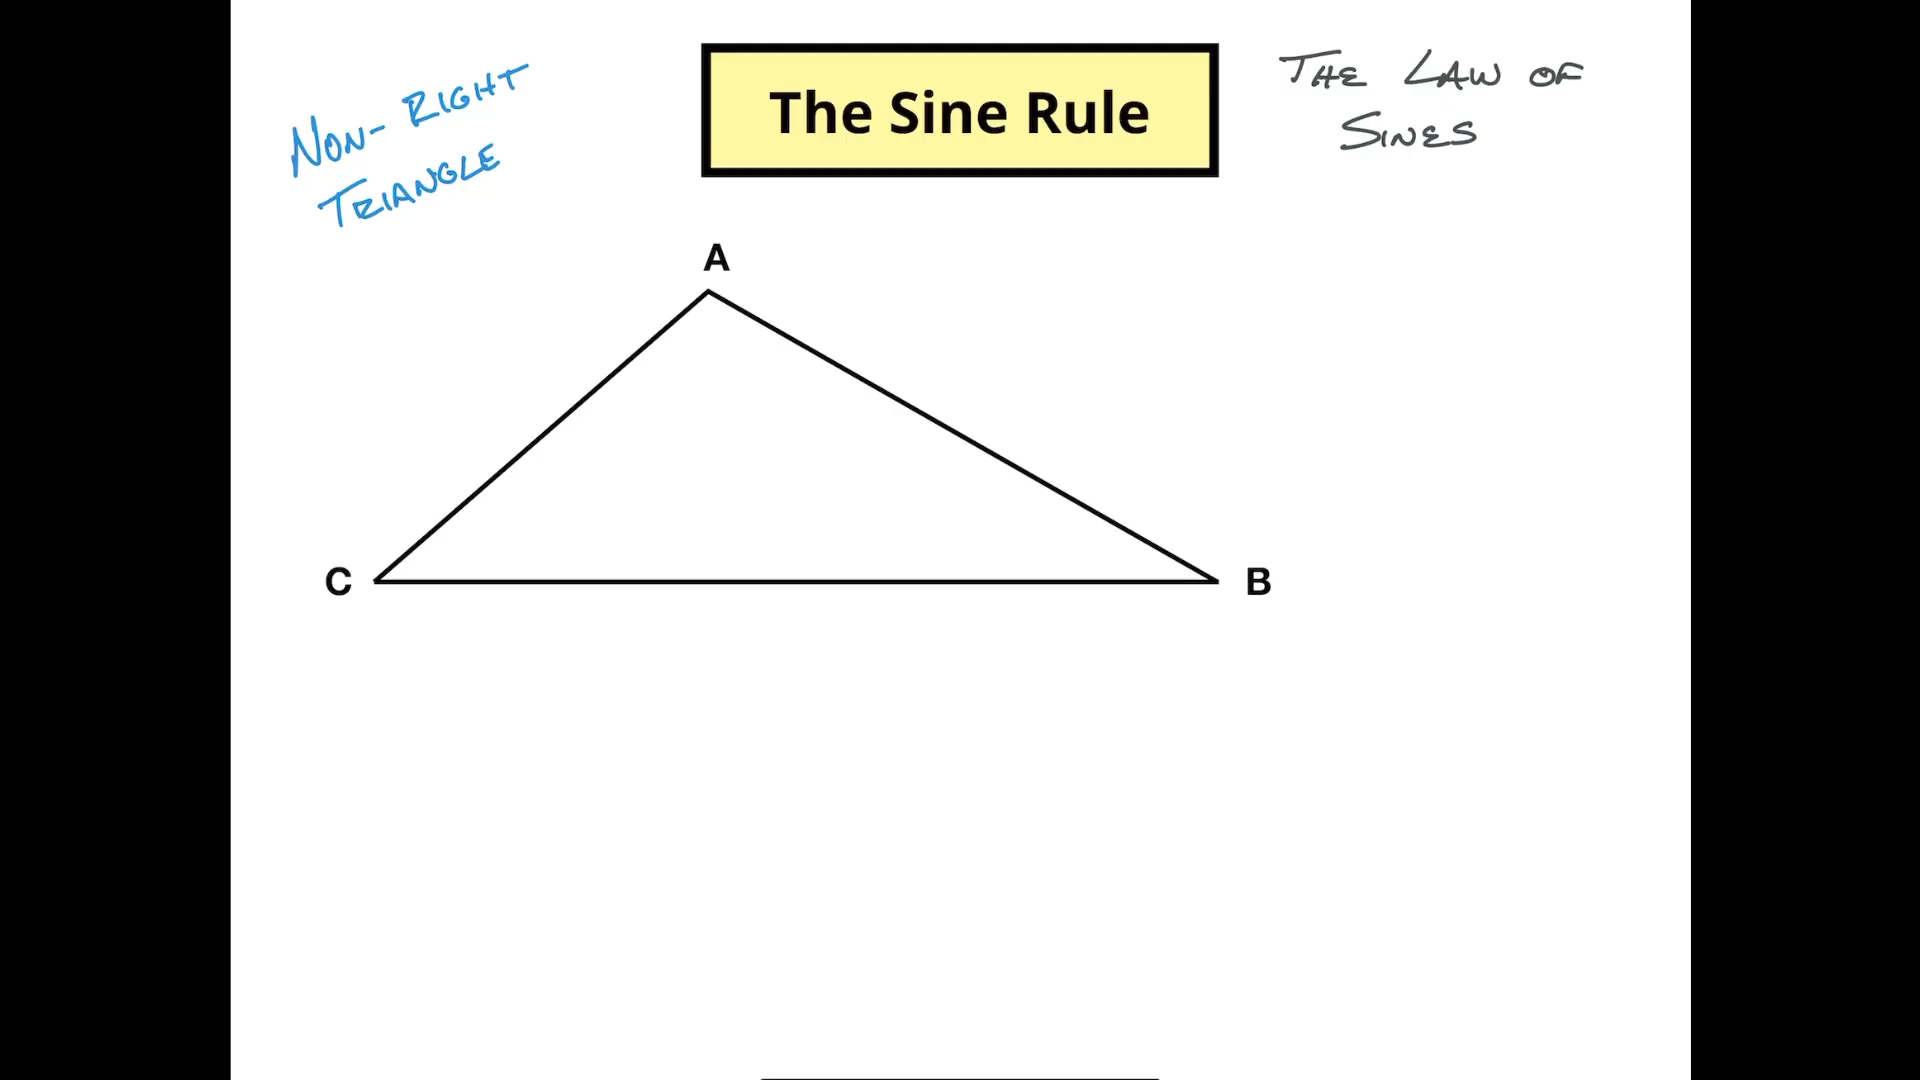 NON-RIGHT
TRIANGLE
The Sine Rule
THE LAW OF
SINES
A
C
B